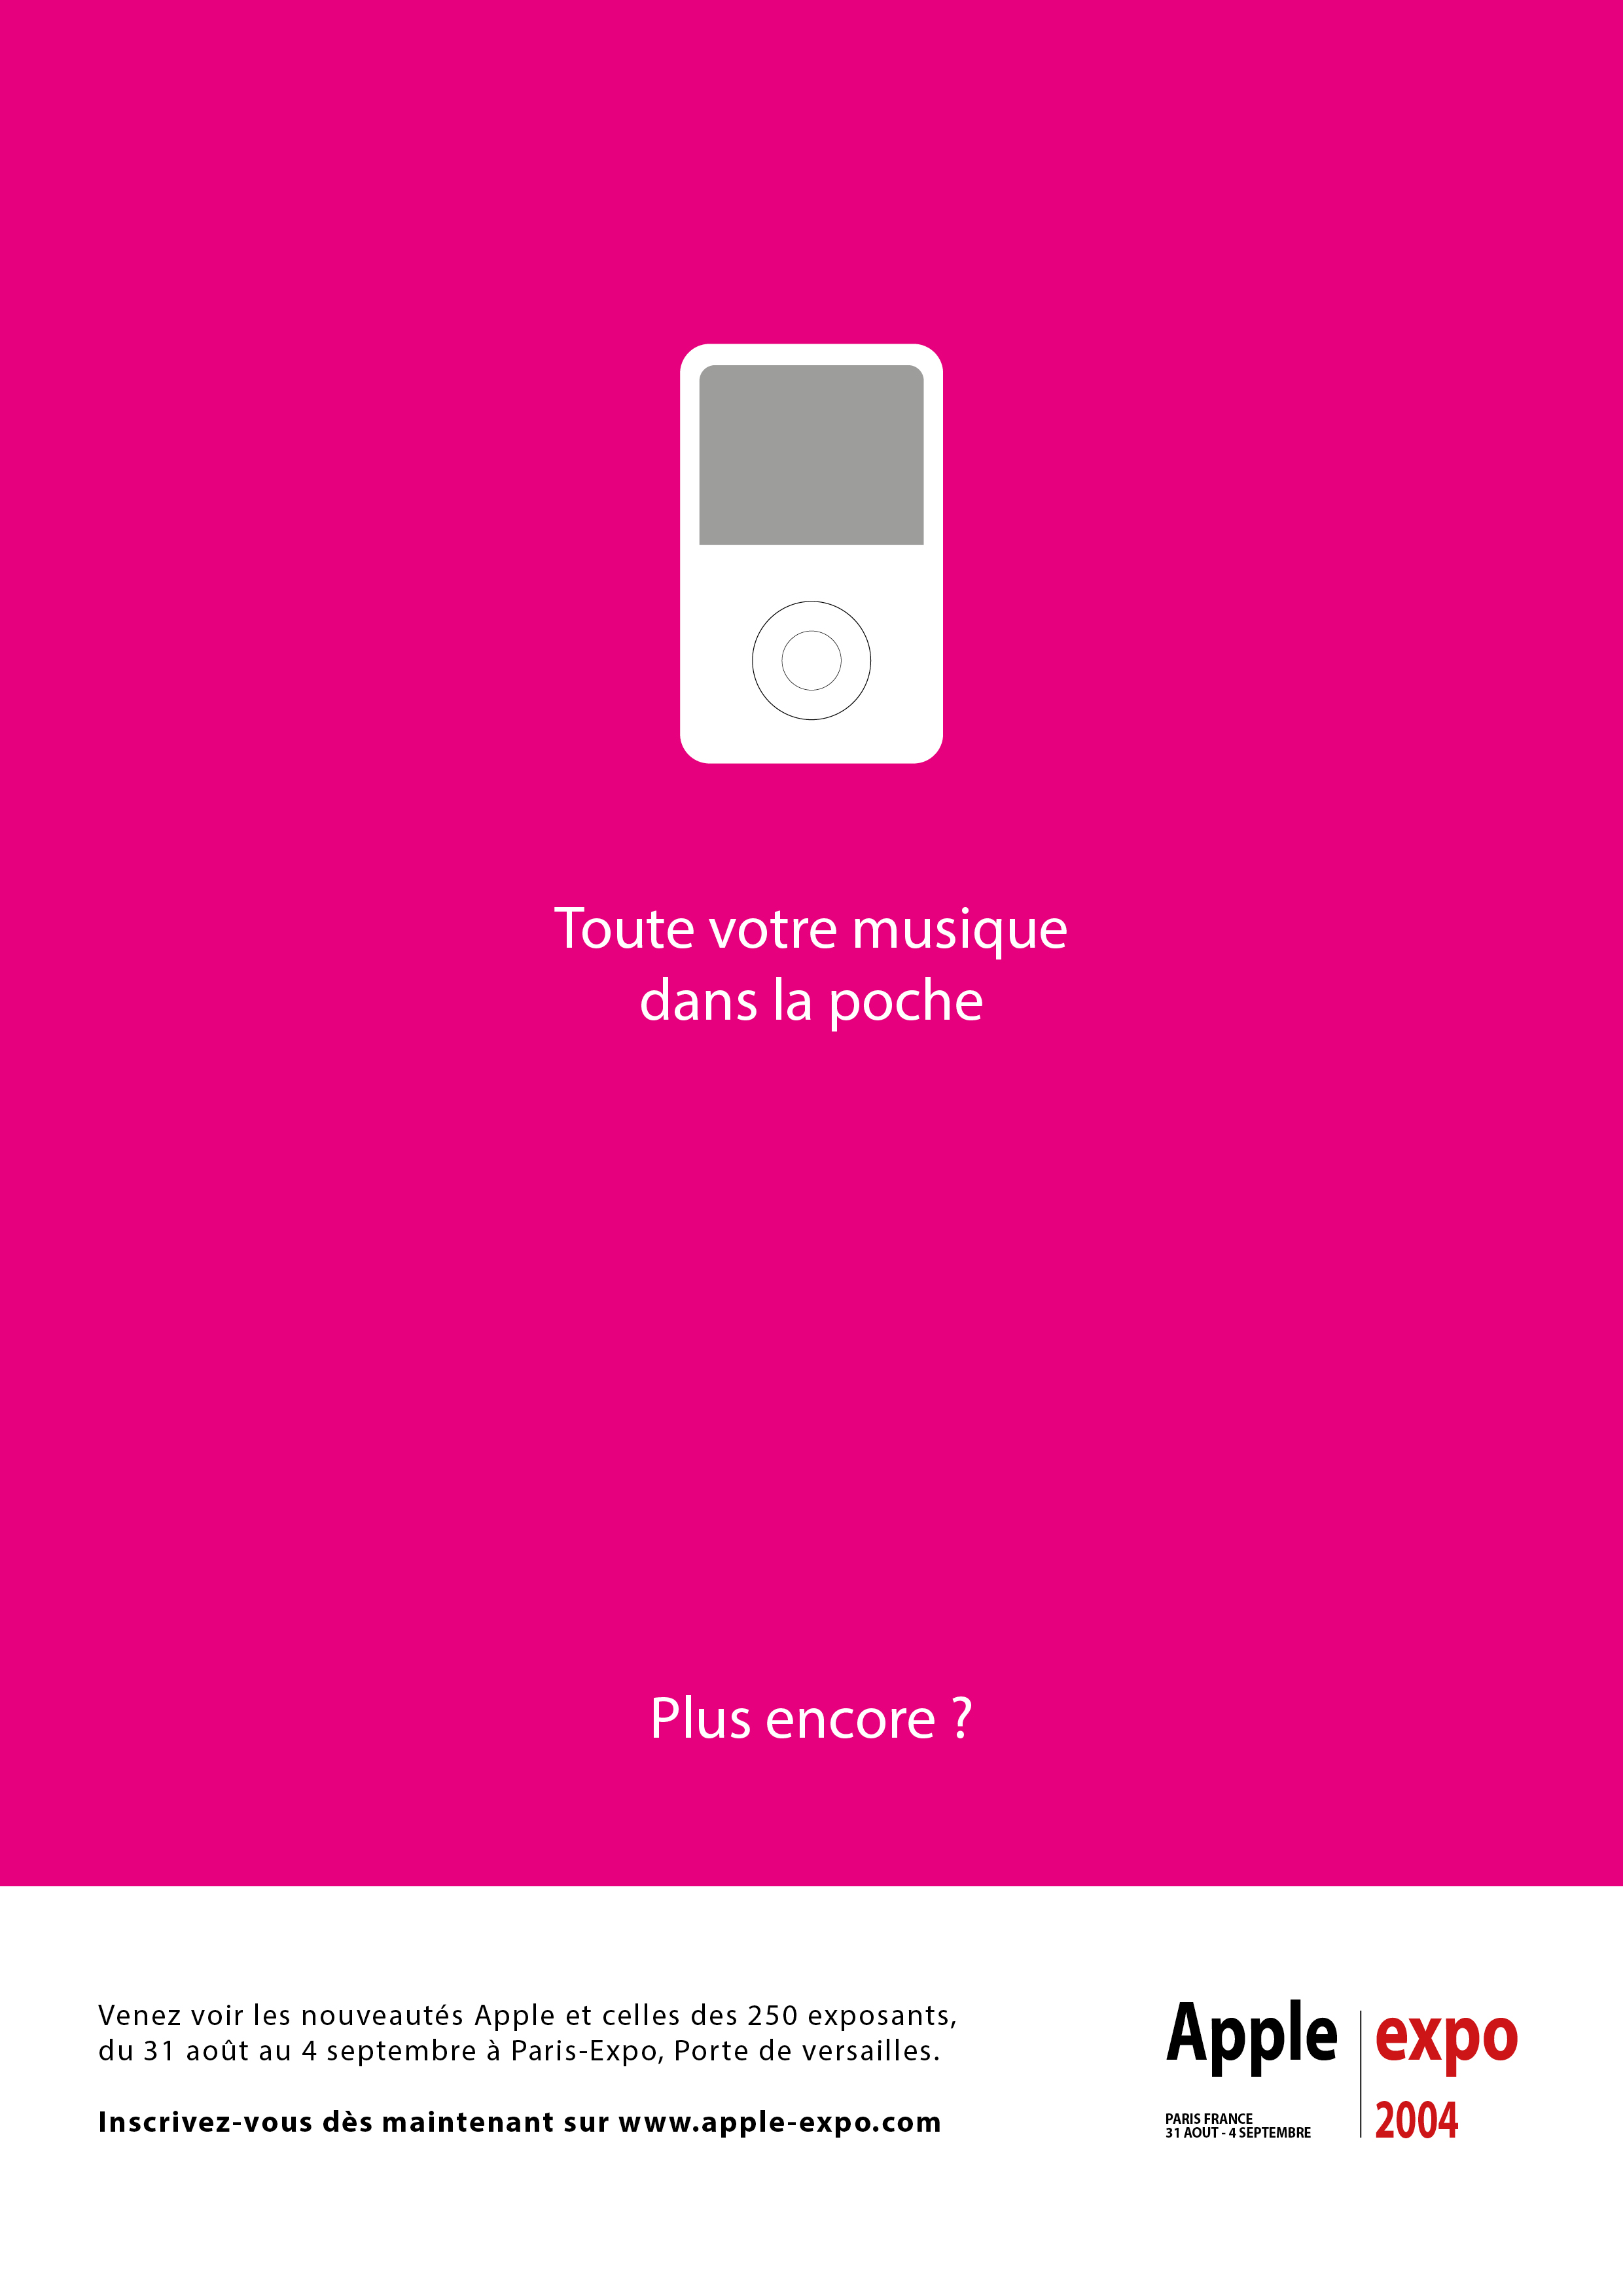 Toute votre musique
dans la poche
Plus encore ?
Venez voir les nouveautés Apple et celles des 250 exposants,
du 31 août au 4 septembre à Paris-Expo, Porte de versailles.
Inscrivez-vous dès maintenant sur www.apple-expo.com
Apple expo
PARIS FRANCE
31 AOUT - 4 SEPTEMBRE
2004